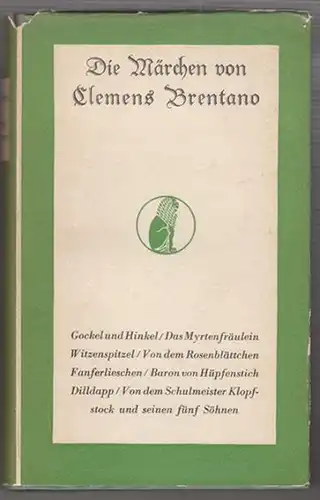 Die Märchen von
Clemens Brentano
Gockel und Hinkel / Das Myrtenfräulein
Witzenspitzel / Von dem Rosenblättchen
Fanferlieschen / Baron von Hüpfenstich
Dilldapp / Von dem Schulmeister Klopf-
stock und seinen fünf Söhnen